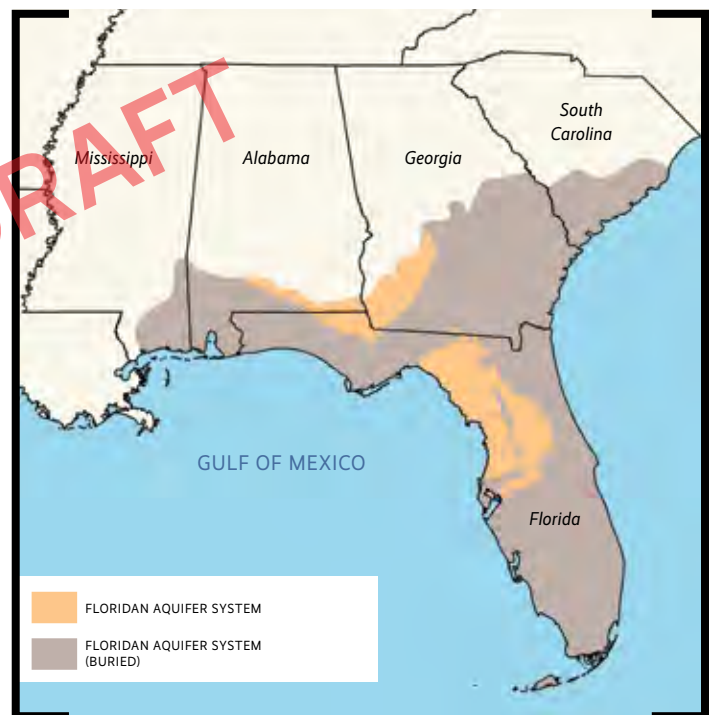 South
Carolina
DRAFT
Mississippi
Alabama
Georgia
GULF OF MEXICO
Florida
FLORIDAN AQUIFER SYSTEM
FLORIDAN AQUIFER SYSTEM
(BURIED)